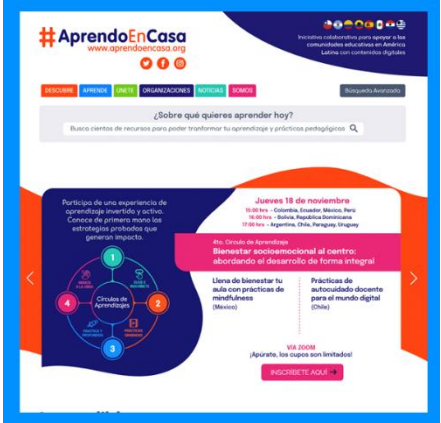 #AprendoEnCasa
www.aprendoencasa.org
Iniciativa colaborativa para apoyar a las
comunidades educativas en América
Latina con contenidos digitales
DESCUBRE APRENDE ÚNETE ORGANIZACIONES NOTICIAS SOMOS
Búsqueda Avanzada
¿Sobre qué quieres aprender hoy?
Busca cientos de recursos para poder tranformar tu aprendizaje y prácticas pedagógicas
Participa de una experiencia de
aprendizaje invertido y activo.
Conoce de primera mano las
estrategias probadas que
generan impacto.
1
2
3
4
Círculos de
Aprendizajes
MANOS
A LA OBRA
ELIGE E
INSCRÍBETE
Jueves 18 de noviembre
15:00 hrs - Colombia, Ecuador, México, Perú
16:00 hrs - Bolivia, República Dominicana
17:00 hrs - Argentina, Chile, Paraguay, Uruguay
4to. Círculo de Aprendizaje
Bienestar socioemocional al centro:
abordando el desarrollo de forma integral
Llena de bienestar tu
aula con prácticas de
mindfulness
(México)
Prácticas de
autocuidado docente
para el mundo digital
(Chile)
VÍA ZOOM
¡Apúrate, los cupos son limitados!
INSCRÍBETE AQUÍ